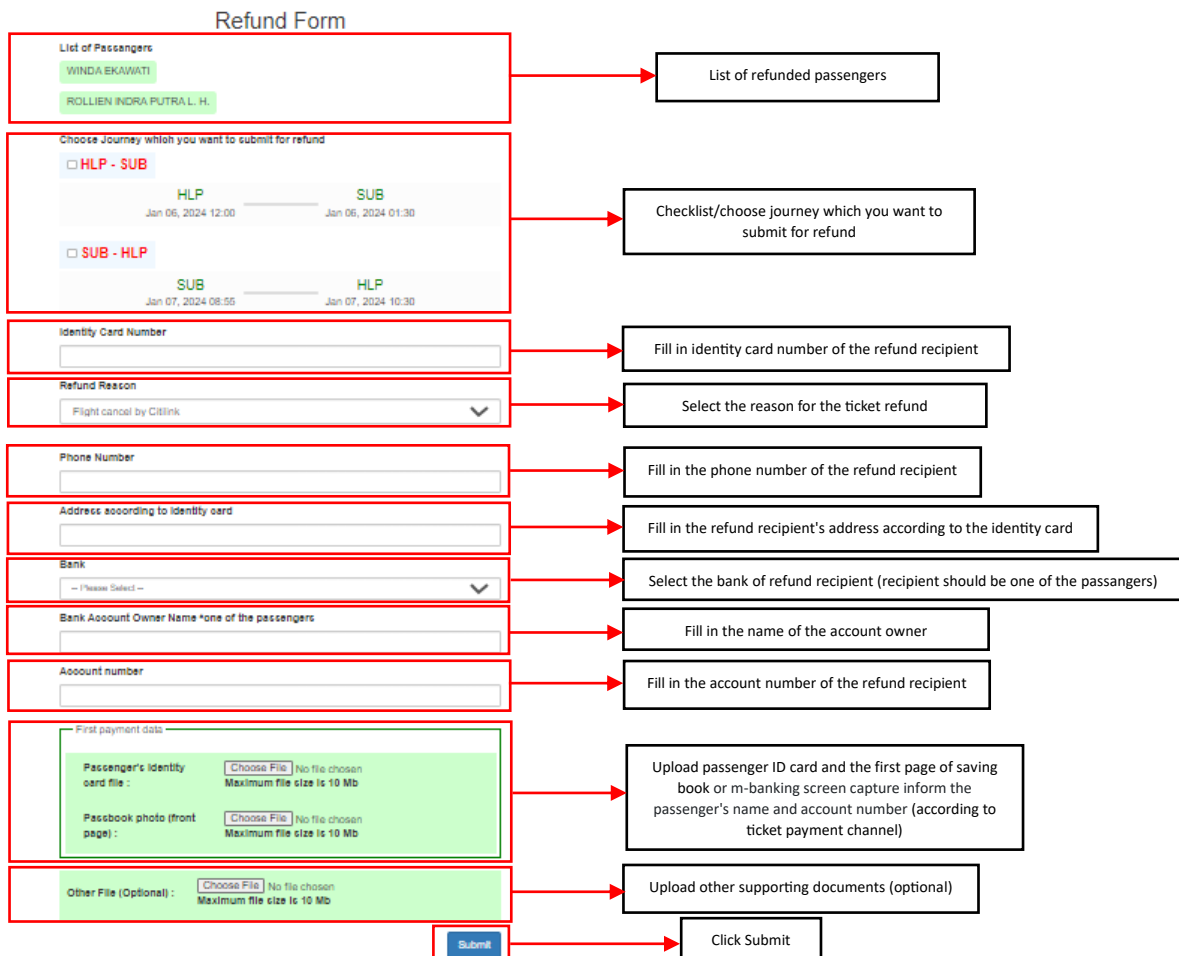 Refund Form
List of Passangers
WINDA EKAWATI
ROLLIEN INDRA PUTRA L. H.
List of refunded passengers
Choose Journey which you want to submit for refund
HLP - SUB
HLP SUB
Jan 06, 2024 12:00 Jan 06, 2024 01:30
SUB - HLP
SUB HLP
Jan 07, 2024 08:55 Jan 07, 2024 10:30
Checklist/choose journey which you want to
submit for refund
Identity Card Number
Fill in identity card number of the refund recipient
Refund Reason
Flight cancel by Citilink
Select the reason for the ticket refund
Phone Number
Fill in the phone number of the refund recipient
Address according to identity card
Fill in the refund recipient's address according to the identity card
Bank
-- Please Select --
Select the bank of refund recipient (recipient should be one of the passangers)
Bank Account Owner Name *one of the passengers
Fill in the name of the account owner
Account number
Fill in the account number of the refund recipient
First payment data
Passenger's identity
card file :
Choose File No file chosen
Maximum file size is 10 Mb
Passbook photo (front
page) :
Choose File No file chosen
Maximum file size is 10 Mb
Upload passenger ID card and the first page of saving
book or m-banking screen capture inform the
passenger's name and account number (according to
ticket payment channel)
Other File (Optional) :
Choose File No file chosen
Maximum file size is 10 Mb
Upload other supporting documents (optional)
Submit
Click Submit